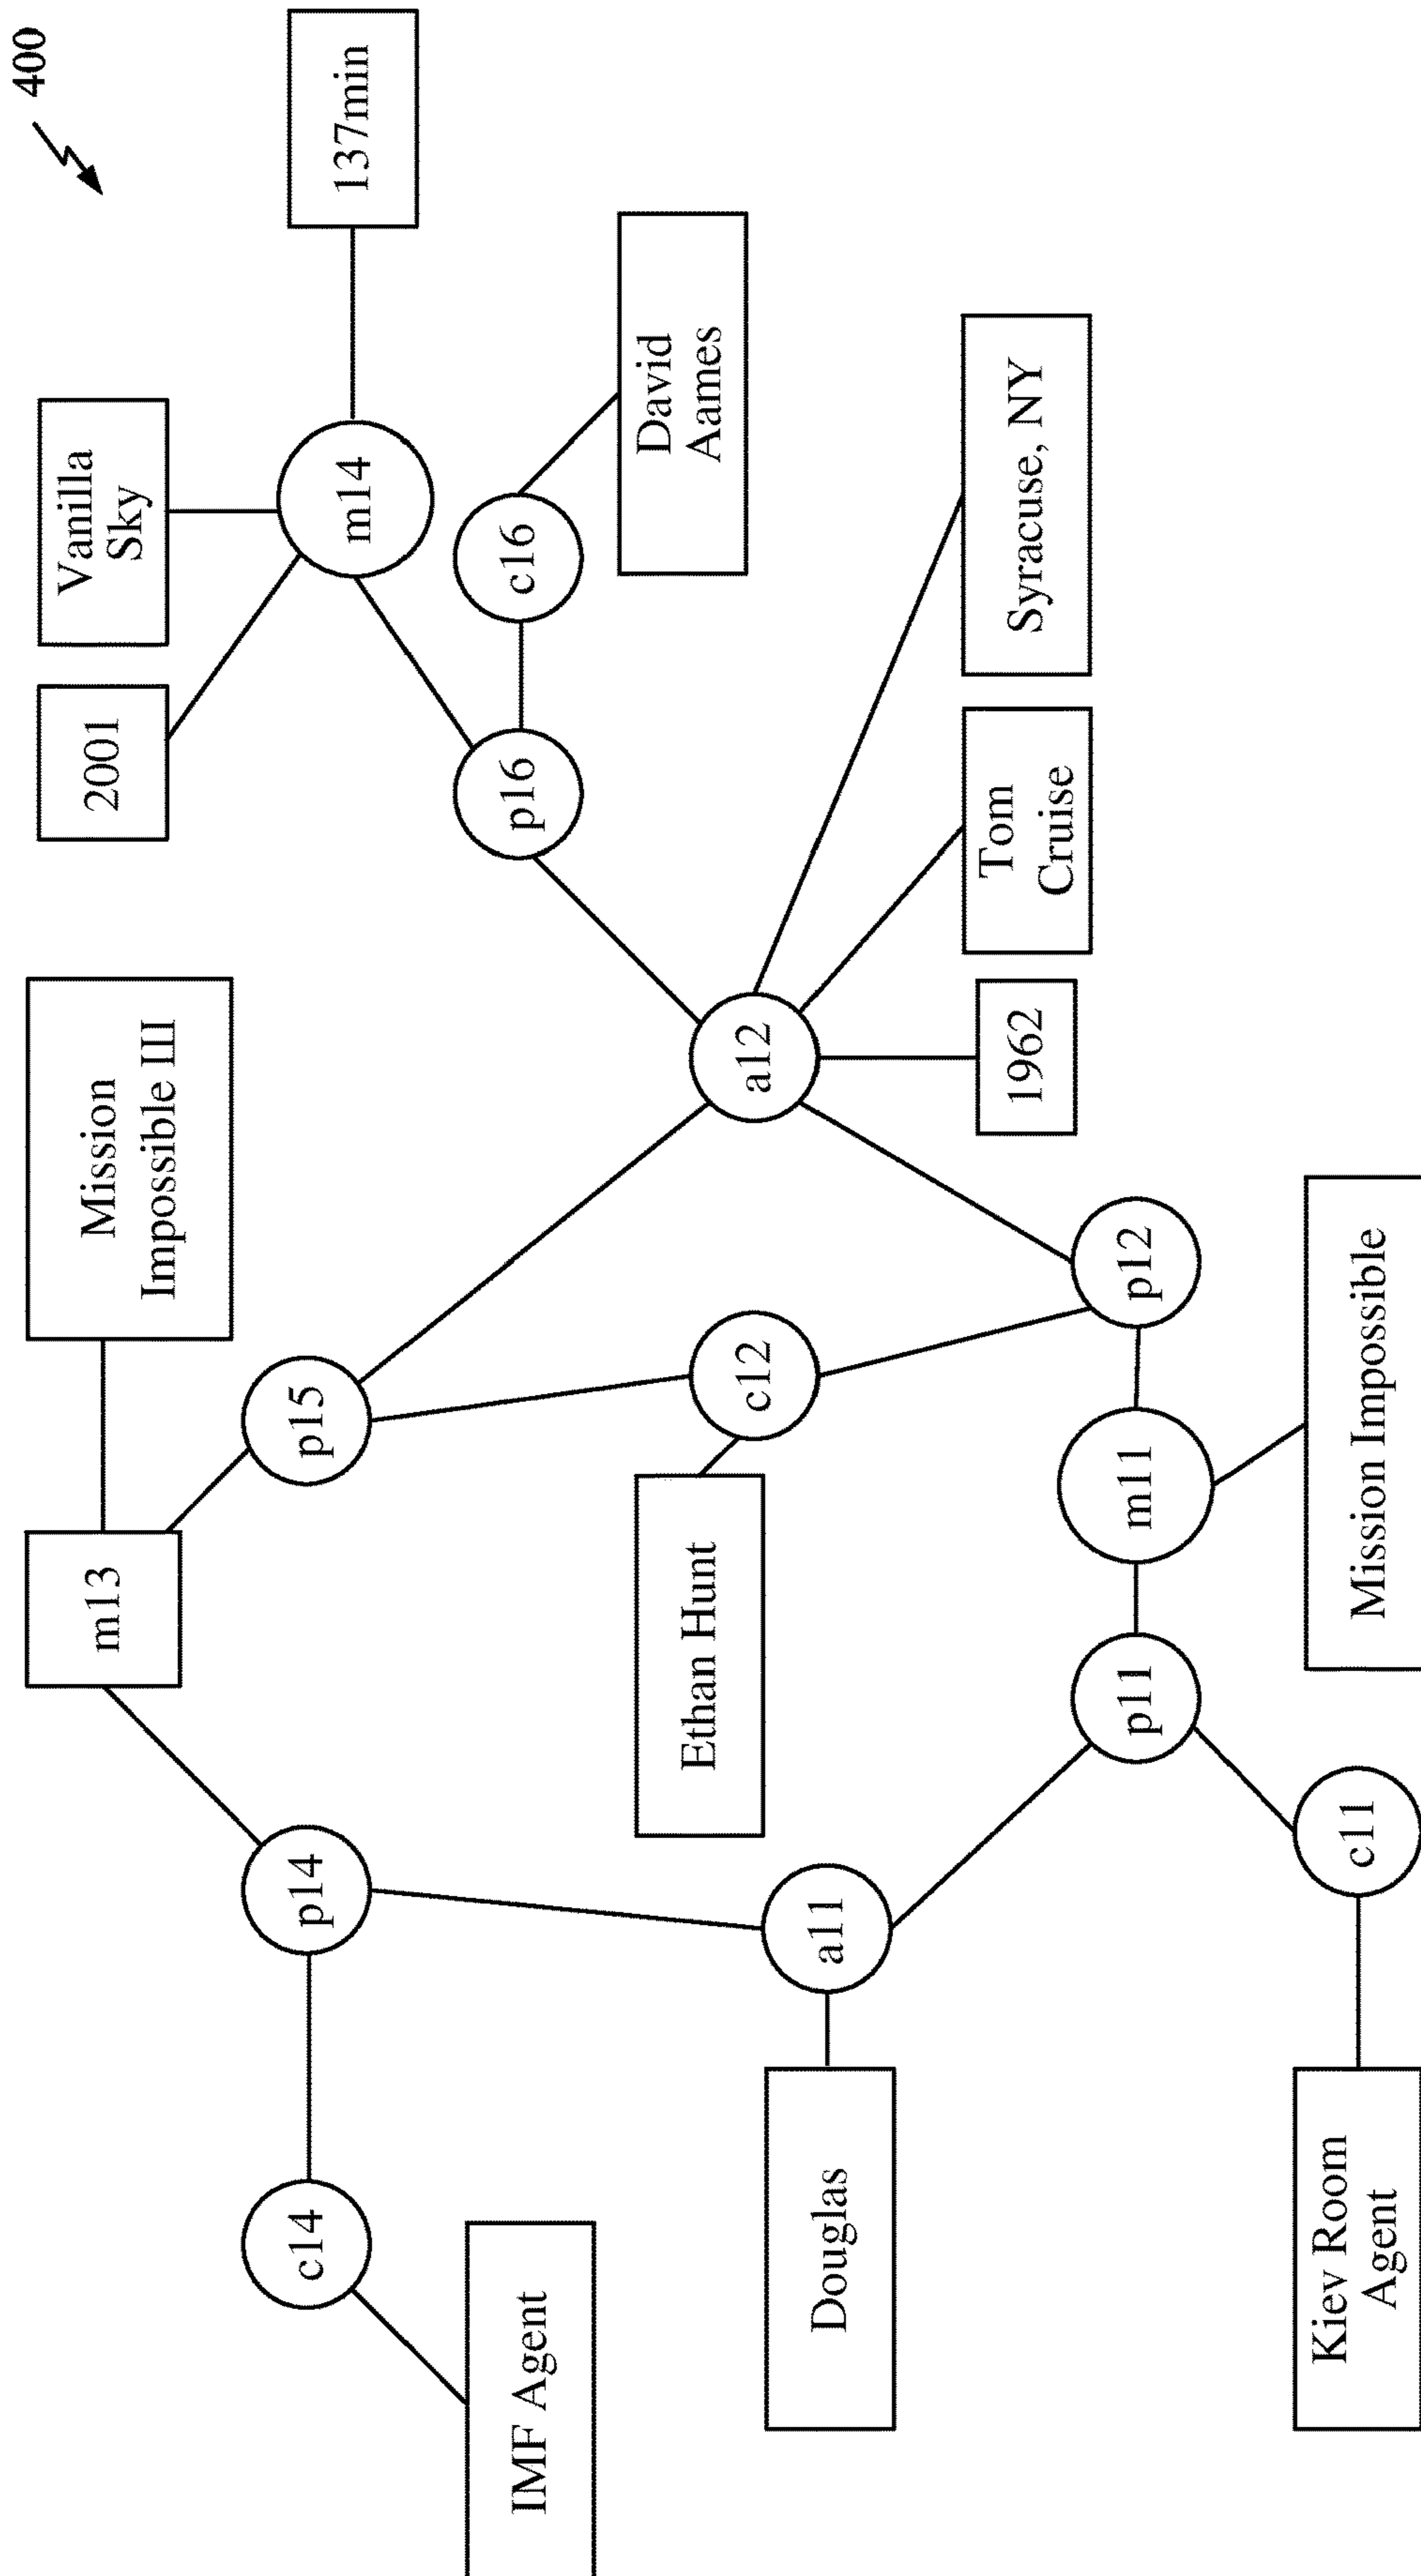 400
m13
Mission
Impossible III
2001
Vanilla
Sky
c14
p14
p15
m14
137min
IMF Agent
p16
c16
Ethan Hunt
David
Aames
c12
a12
Douglas
a11
1962
Tom
Cruise
Syracuse, NY
p11
m11
p12
Kiev Room
Agent
c11
Mission Impossible